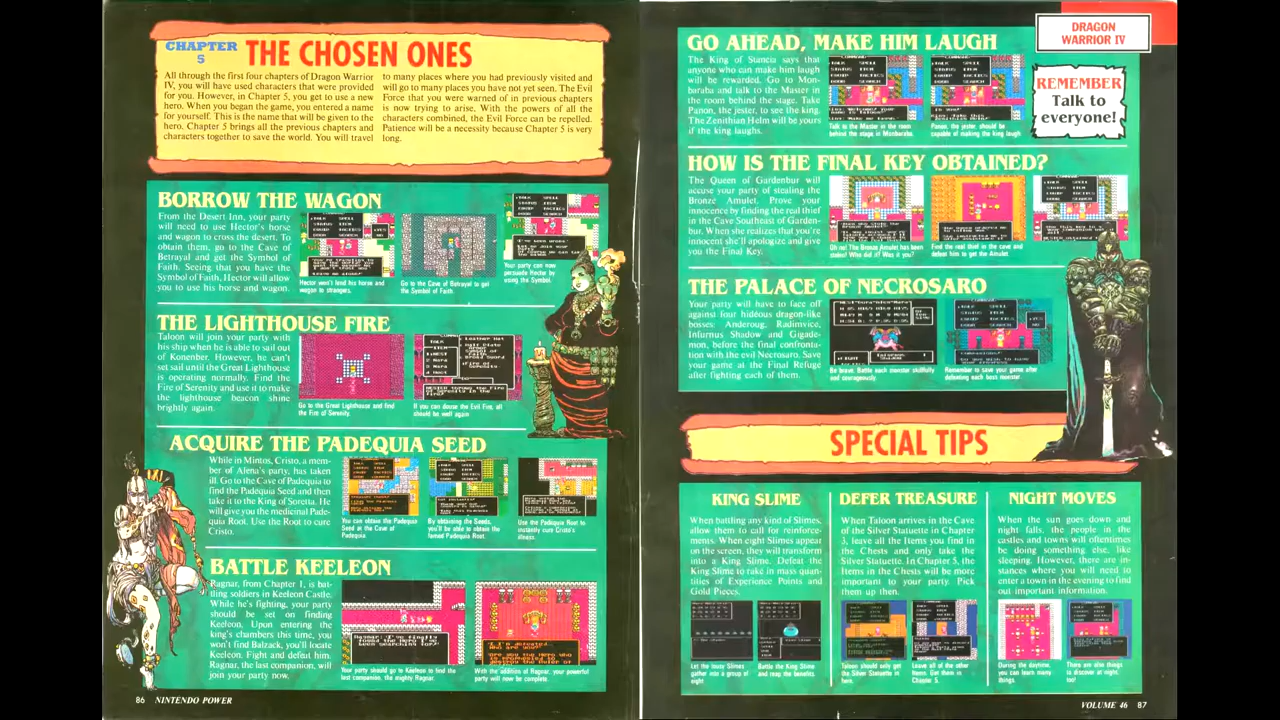 CHAPTER
5
THE CHOSEN ONES
All through the first four chapters of Dragon Warrior
IV, you will have used characters that were provided
for you. However, in Chapter 5, you get to use a new
hero. When you began the game, you entered a name
for yourself. This is the name that will be given to the
hero. Chapter 5 brings all the previous chapters and
characters together to save the world. You will travel
to many places where you had previously visited and
will go to many places you have not yet seen. The Evil
Force that you were warned of in previous chapters
is now trying to arise. With the powers of all the
characters combined, the Evil Force can be repelled.
Patience will be a necessity because Chapter 5 is very
long.
BORROW THE WAGON
From the Desert Inn, your party
will need to use Hector's horse
and wagon to cross the desert. To
obtain them, go to the Cave of
Betrayal and get the Symbol of
Faith. Seeing that you have the
Symbol of Faith, Hector will allow
you to use his horse and wagon.
Hector won't lend his horse and
wagon to strangers.
Go to the Cave of Betrayal to get
the Symbol of Faith.
Your party can now
persuade Hector by
using the Symbol.
THE LIGHTHOUSE FIRE
Taloon will join your party with
his ship when he is able to sail out
of Konenber. However, he can't
set sail until the Great Lighthouse
is operating normally. Find the
Fire of Serenity and use it to make
the lighthouse beacon shine
brightly again.
Go to the Great Lighthouse and find
the Fire of Serenity.
If you can douse the Evil Fire, all
should be well again
ACQUIRE THE PADEQUIA SEED
While in Mintos, Cristo, a mem-
ber of Alena's party, has taken
ill. Go to the Cave of Padequia to
find the Padequia Seed and then
take it to the King of Soretta. He
will give you the medicinal Pade-
quia Root. Use the Root to cure
Cristo.
You can obtain the Padequia
Seed at the Cave of
Padequia.
By obtaining the Seeds,
you'll be able to obtain the
famed Padequia Root.
Use the Padequia Root to
instantly cure Cristo's
illness.
BATTLE KEELEON
Ragnar, from Chapter 1, is bat-
tling soldiers in Keeleon Castle.
While he's fighting, your party
should be set on finding
Keeleon. Upon entering the
king's chambers this time, you
won't find Balzack, you'll locate
Keeleon. Fight and defeat him.
Ragnar, the last companion, will
join your party now.
Your party should go to Keeleon to find the
last companion, the mighty Ragnar.
With the addition of Ragnar, your powerful
party will now be complete.
86 NINTENDO POWER
DRAGON
WARRIOR IV
GO AHEAD, MAKE HIM LAUGH
The King of Stancia says that
anyone who can make him laugh
will be rewarded. Go to Mon-
baraba and talk to the Master in
the room behind the stage. Take
Panon, the jester, to see the king.
The Zenithian Helm will be yours
if the king laughs.
Talk to the Master in the room
behind the stage in Monbaraba.
Panon, the jester, should be
capable of making the king laugh
REMEMBER
Talk to
everyone!
HOW IS THE FINAL KEY OBTAINED?
The Queen of Gardenbur will
accuse your party of stealing the
Bronze Amulet. Prove your
innocence by finding the real thief
in the Cave Southeast of Garden-
bur. When she realizes that you're
innocent she'll apologize and give
you the Final Key.
Oh no! The Bronze Amulet has been
stolen! Who did it? Was it you?
Find the real thief in the cave and
defeat him to get the Amulet.
THE PALACE OF NECROSARO
Your party will have to face off
against four hideous dragon-like
bosses: Anderoug, Radimvice,
Infurnus Shadow and Gigade-
mon, before the final confronta-
tion with the evil Necrosaro. Save
your game at the Final Refuge
after fighting each of them.
Be brave. Battle each monster skillfully
and courageously.
Remember to save your game after
defeating each boss monster.
SPECIAL TIPS
KING SLIME
When battling any kind of Slimes,
allow them to call for reinforce-
ments. When eight Slimes appear
on the screen, they will transform
into a King Slime. Defeat the
King Slime to rake in mass quan-
tities of Experience Points and
Gold Pieces.
Let the lousy Slimes
gather into a group of
eight.
Battle the King Slime
and reap the benefits.
DEFER TREASURE
When Taloon arrives in the Cave
of the Silver Statuette in Chapter
3, leave all the Items you find in
the Chests and only take the
Silver Statuette. In Chapter 5, the
Items in the Chests will be more
important to your party. Pick
them up then.
Taloon should only get
the Silver Statuette in
here.
Leave all of the other
Items. Get them in
Chapter 5.
NIGHT MOVES
When the sun goes down and
night falls, the people in the
castles and towns will oftentimes
be doing something else, like
sleeping. However, there are in-
stances where you will need to
enter a town in the evening to find
out important information.
During the daytime,
you can learn many
things.
There are also things
to discover at night,
too!
VOLUME 46 87